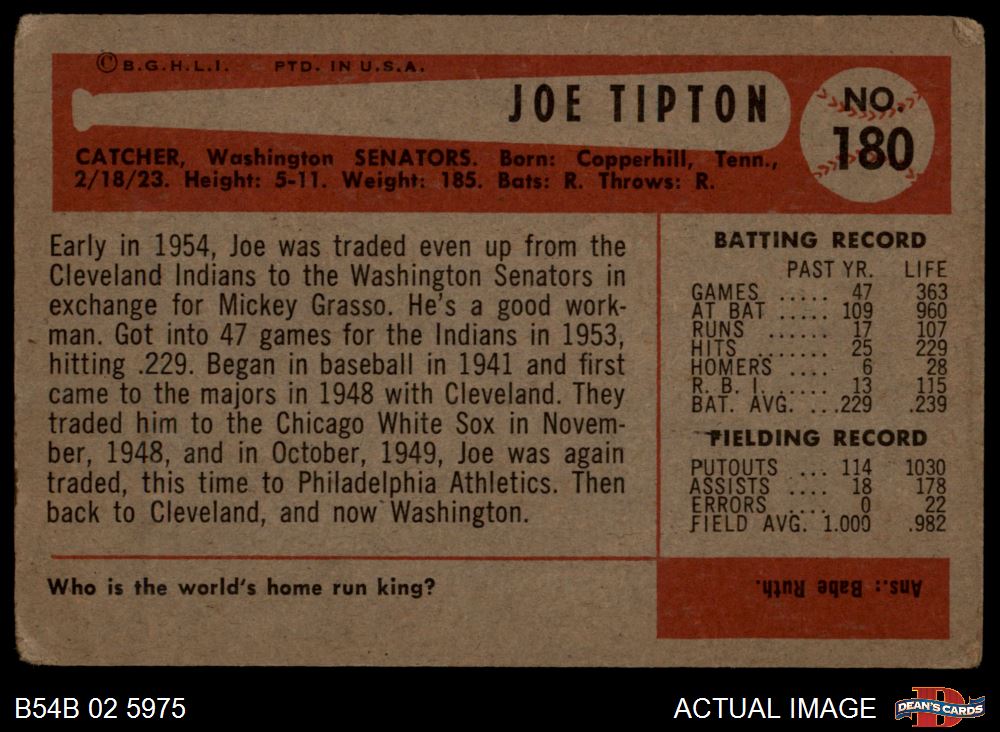 © B.G.H.L.I. PTD. IN U.S.A.
JOE TIPTON
NO.
180
CATCHER, Washington SENATORS. Born: Copperhill, Tenn.,
2/18/23. Height: 5-11. Weight: 185. Bats: R. Throws: R.
Early in 1954, Joe was traded even up from the
Cleveland Indians to the Washington Senators in
exchange for Mickey Grasso. He's a good work-
man. Got into 47 games for the Indians in 1953,
hitting .229. Began in baseball in 1941 and first
came to the majors in 1948 with Cleveland. They
traded him to the Chicago White Sox in Novem-
ber, 1948, and in October, 1949, Joe was again
traded, this time to Philadelphia Athletics. Then
back to Cleveland, and now Washington.
BATTING RECORD
PAST YR. LIFE
GAMES ..... 47 363
AT BAT ..... 109 960
RUNS ...... 17 107
HITS ....... 25 229
HOMERS .... 6 28
R. B. I. ...... 13 115
BAT. AVG. ...229 .239
FIELDING RECORD
PUTOUTS ... 114 1030
ASSISTS .... 18 178
ERRORS .... 0 22
FIELD AVG. 1.000 .982
Who is the world's home run king?
Ans.: Babe Ruth.
B54B 02 5975
ACTUAL IMAGE
D
DEAN'S CARDS